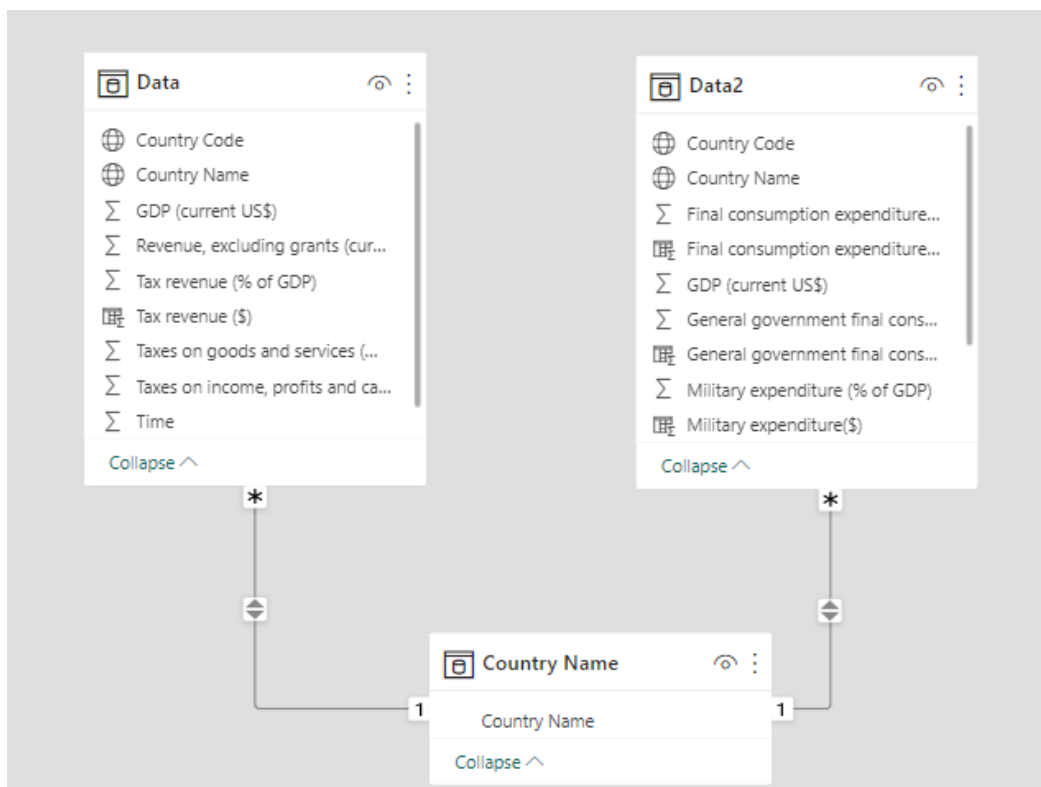 Data
Country Code
Country Name
GDP (current US$)
Revenue, excluding grants (cur...
Tax revenue (% of GDP)
Tax revenue ($)
Taxes on goods and services (...
Taxes on income, profits and ca...
Time
Collapse
Data2
Country Code
Country Name
Final consumption expenditure...
Final consumption expenditure...
GDP (current US$)
General government final cons...
General government final cons...
Military expenditure (% of GDP)
Military expenditure($)
Collapse
*
*
1
1
Country Name
Country Name
Collapse